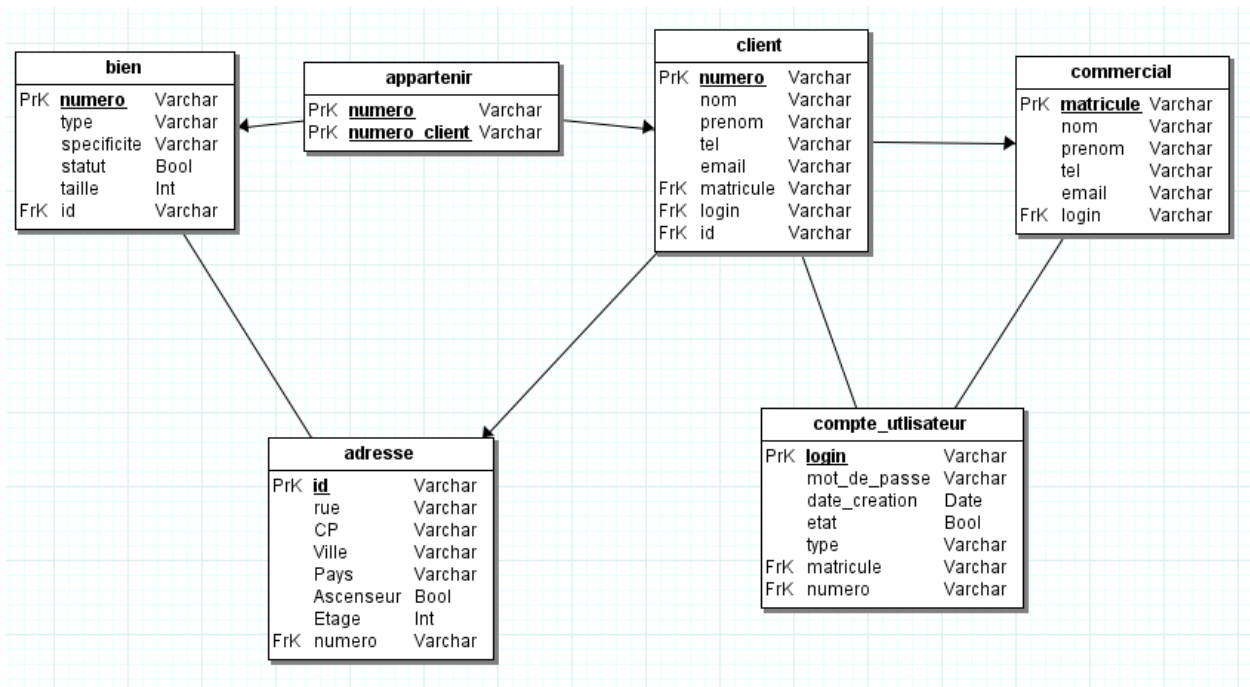 bien
PrK numero Varchar
type Varchar
specificite Varchar
statut Bool
taille Int
FrK id Varchar
appartenir
PrK numero Varchar
PrK numero_client Varchar
client
PrK numero Varchar
nom Varchar
prenom Varchar
tel Varchar
email Varchar
FrK matricule Varchar
FrK login Varchar
FrK id Varchar
commercial
PrK matricule Varchar
nom Varchar
prenom Varchar
tel Varchar
email Varchar
FrK login Varchar
adresse
PrK id Varchar
rue Varchar
CP Varchar
Ville Varchar
Pays Varchar
Ascenseur Bool
Etage Int
FrK numero Varchar
compte_utlisateur
PrK login Varchar
mot_de_passe Varchar
date_creation Date
etat Bool
type Varchar
FrK matricule Varchar
FrK numero Varchar